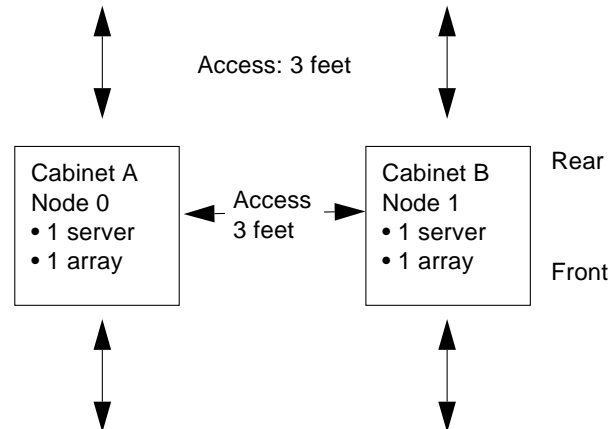 Access: 3 feet
Cabinet A
Node 0
• 1 server
• 1 array
Access
3 feet
Cabinet B
Node 1
• 1 server
• 1 array
Rear
Front